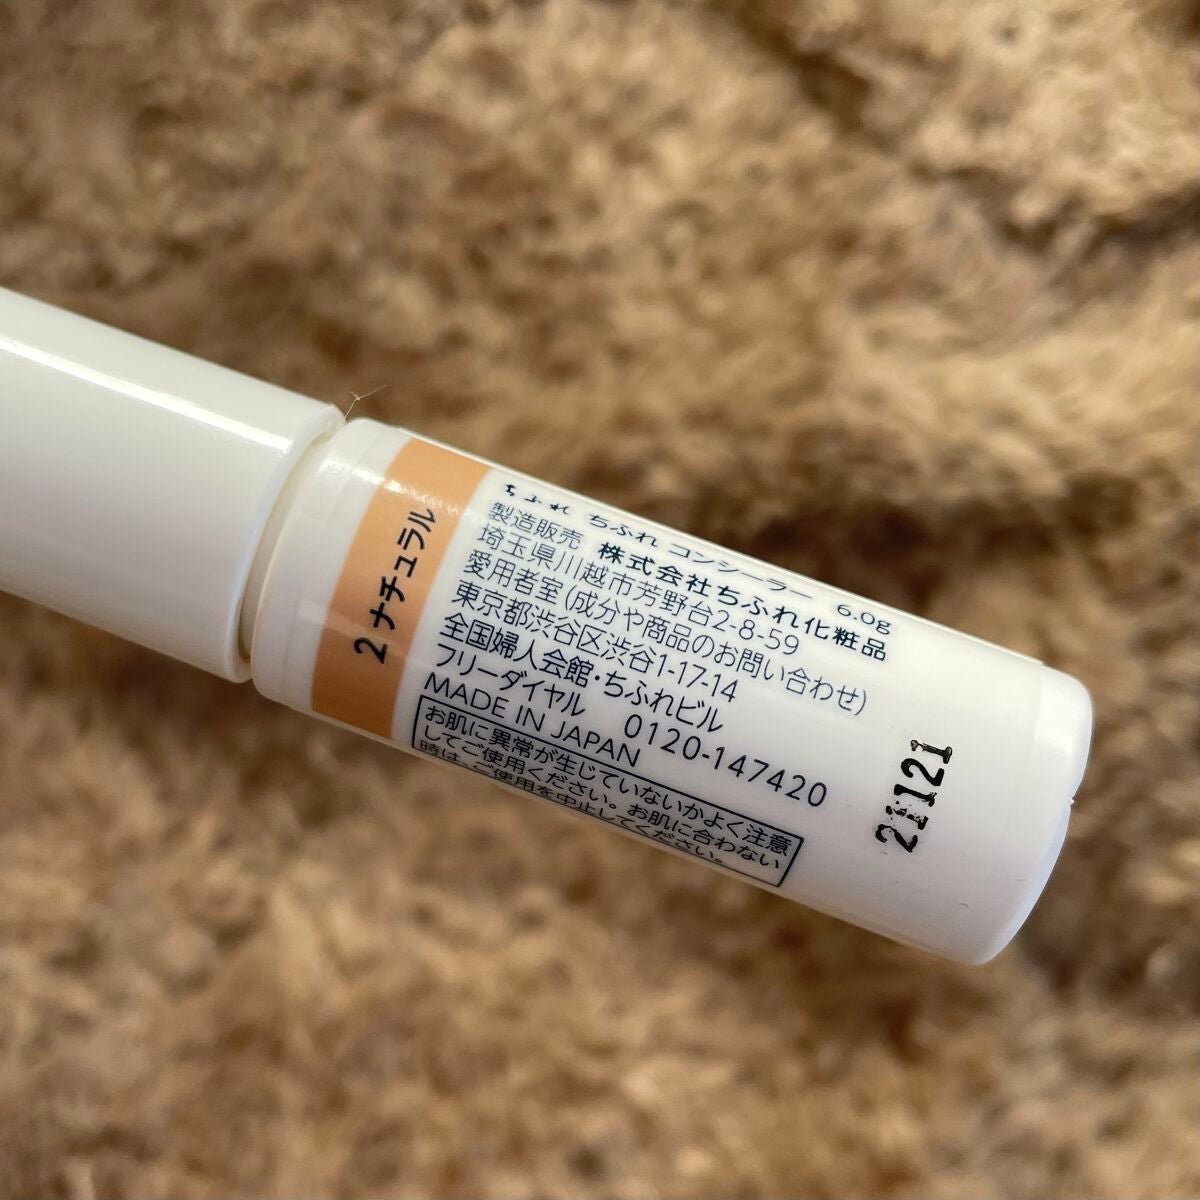 2 ナチュラル
ちふれ ちふれ コンシーラー 6.0g
製造販売 株式会社ちふれ化粧品
埼玉県川越市芳野台2-8-59
愛用者室(成分や商品のお問い合わせ)
東京都渋谷区渋谷1-17-14
全国婦人会館・ちふれビル
フリーダイヤル 0120-147420
MADE IN JAPAN
お肌に異常が生じていないかよく注意
してご使用ください。お肌に合わない
時は、ご使用を中止してください。
21121